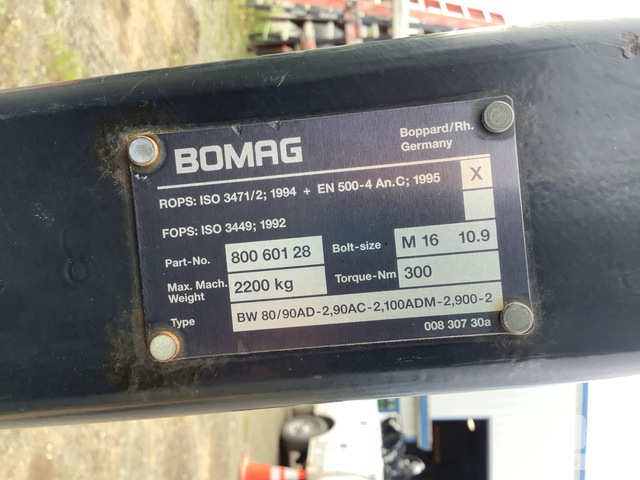 BOMAG
Boppard/Rh.
Germany
ROPS: ISO 3471/2; 1994 + EN 500-4 An.C; 1995 X
FOPS: ISO 3449; 1992
Part-No. 800 601 28 Bolt-size M 16 10.9
Max. Mach. Weight 2200 kg Torque-Nm 300
Type BW 80/90AD-2,90AC-2,100ADM-2,900-2
008 307 30a